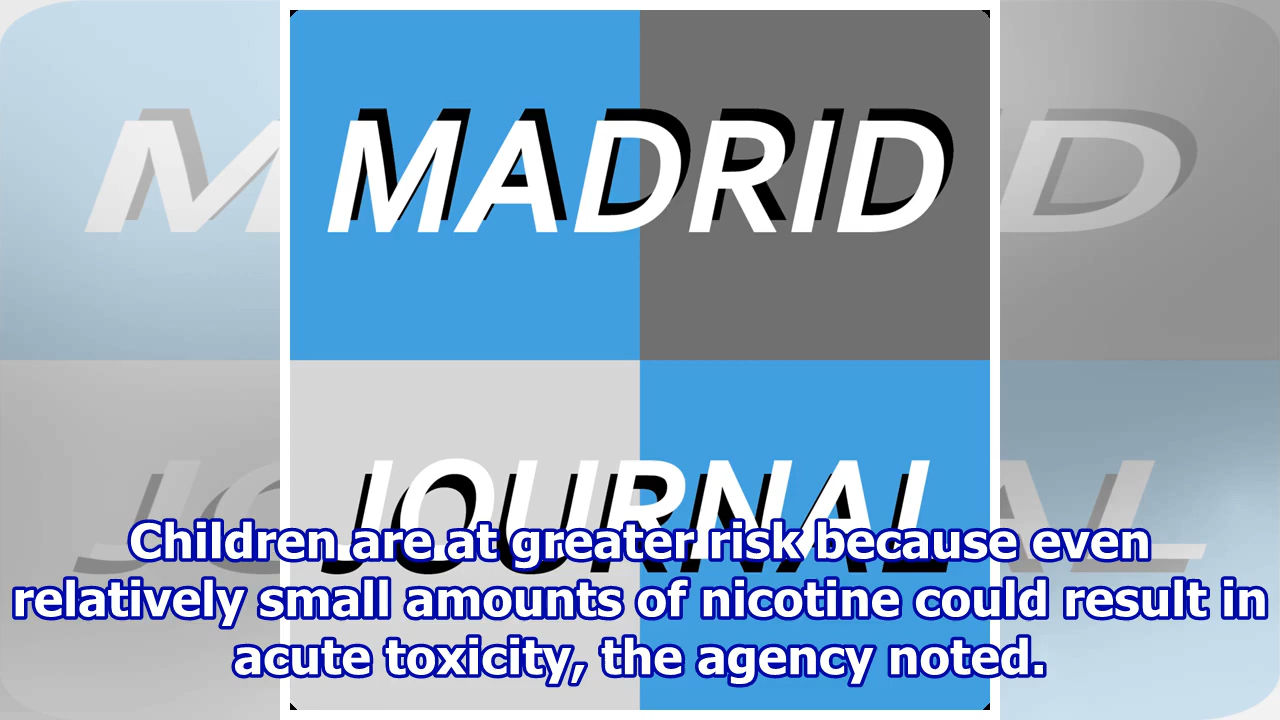 MADRID
JOURNAL
Children are at greater risk because even
relatively small amounts of nicotine could result in
acute toxicity, the agency noted.